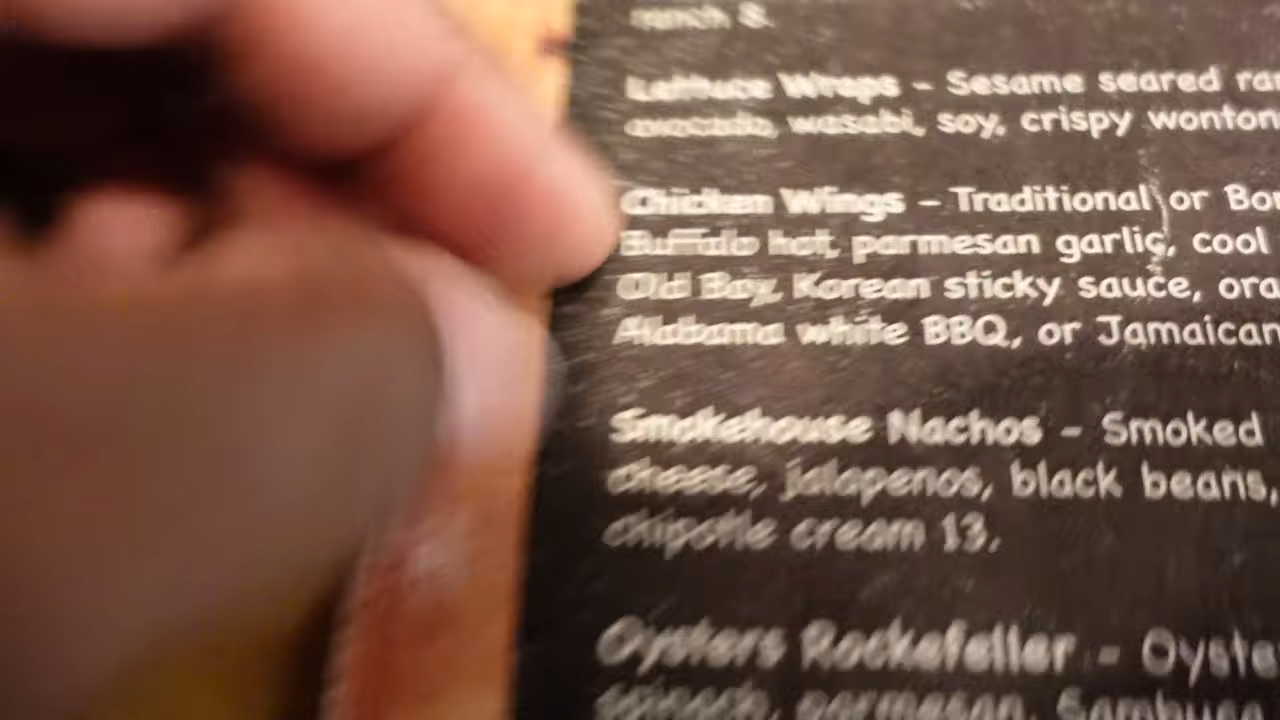 ranch 8.
Lettuce Wraps - Sesame seared
avocado, wasabi, soy, crispy wonton
Chicken Wings - Traditional or
Buffalo hot, parmesan garlic, cool
Old Bay, Korean sticky sauce,
Alabama white BBQ, or Jamaican
Smokehouse Nachos - Smoked
cheese, jalapenos, black beans,
chipotle cream 13.
Oysters Rockefeller -
spinach, parmesan, Sambuca